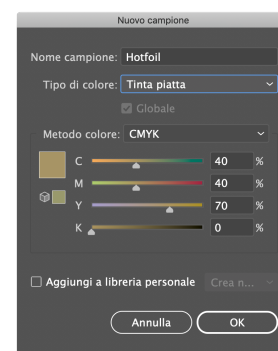 Nuovo campione
Nome campione: Hotfoil
Tipo di colore: Tinta piatta
Globale
Metodo colore: CMYK
C 40 %
M 40 %
Y 70 %
K 0 %
Aggiungi a libreria personale Crea n...
Annulla OK